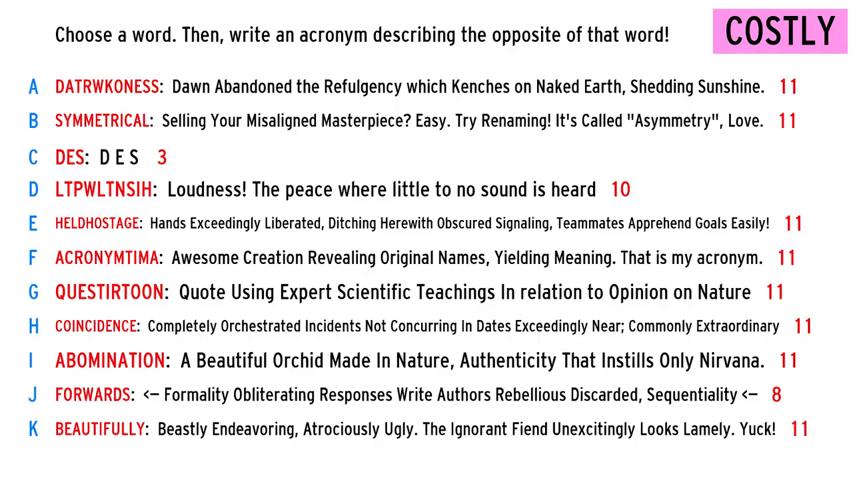 Choose a word. Then, write an acronym describing the opposite of that word!
COSTLY
A DATRWKONESS: Dawn Abandoned the Refulgency which Kenches on Naked Earth, Shedding Sunshine. 11
B SYMMETRICAL: Selling Your Misaligned Masterpiece? Easy. Try Renaming! It's Called "Asymmetry", Love. 11
C DES: D E S 3
D LTPWLTNSIH: Loudness! The peace where little to no sound is heard 10
E HELDHOSTAGE: Hands Exceedingly Liberated, Ditching Herewith Obscured Signaling, Teammates Apprehend Goals Easily! 11
F ACRONYMTIMA: Awesome Creation Revealing Original Names, Yielding Meaning. That is my acronym. 11
G QUESTIRTOON: Quote Using Expert Scientific Teachings In relation to Opinion on Nature 11
H COINCIDENCE: Completely Orchestrated Incidents Not Concurring In Dates Exceedingly Near; Commonly Extraordinary 11
I ABOMINATION: A Beautiful Orchid Made In Nature, Authenticity That Instills Only Nirvana. 11
J FORWARDS: <– Formality Obliterating Responses Write Authors Rebellious Discarded, Sequentiality <– 8
K BEAUTIFULLY: Beastly Endeavoring, Atrociously Ugly. The Ignorant Fiend Unexcitingly Looks Lamely. Yuck! 11